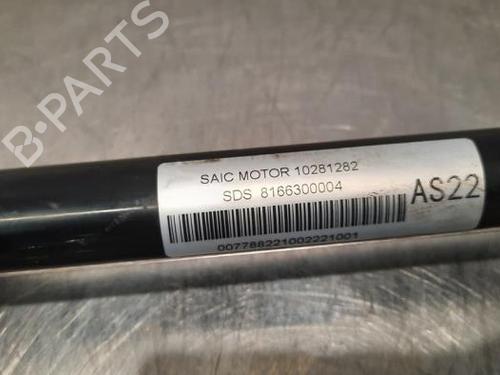 B-PARTS
SAIC MOTOR 10281282
SDS 8166300004
AS22
007788221002221001